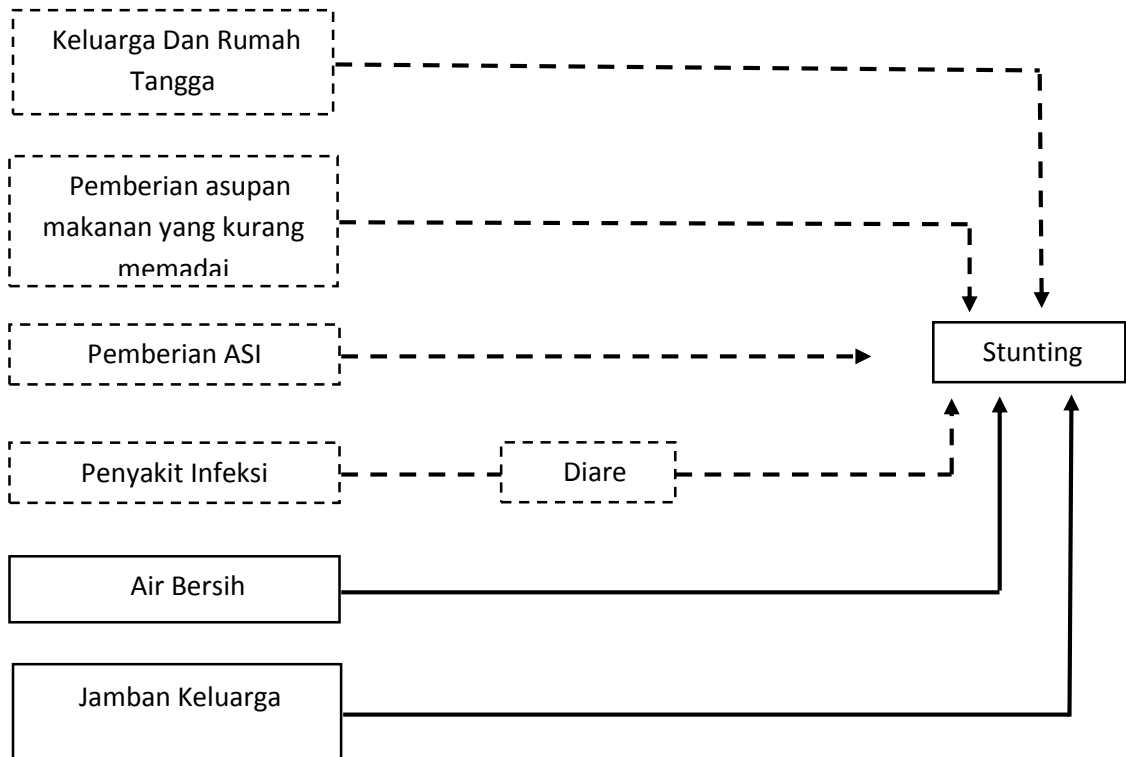 Keluarga Dan Rumah
Tangga
Pemberian asupan
makanan yang kurang
memadai
Pemberian ASI
Stunting
Penyakit Infeksi
Diare
Air Bersih
Jamban Keluarga